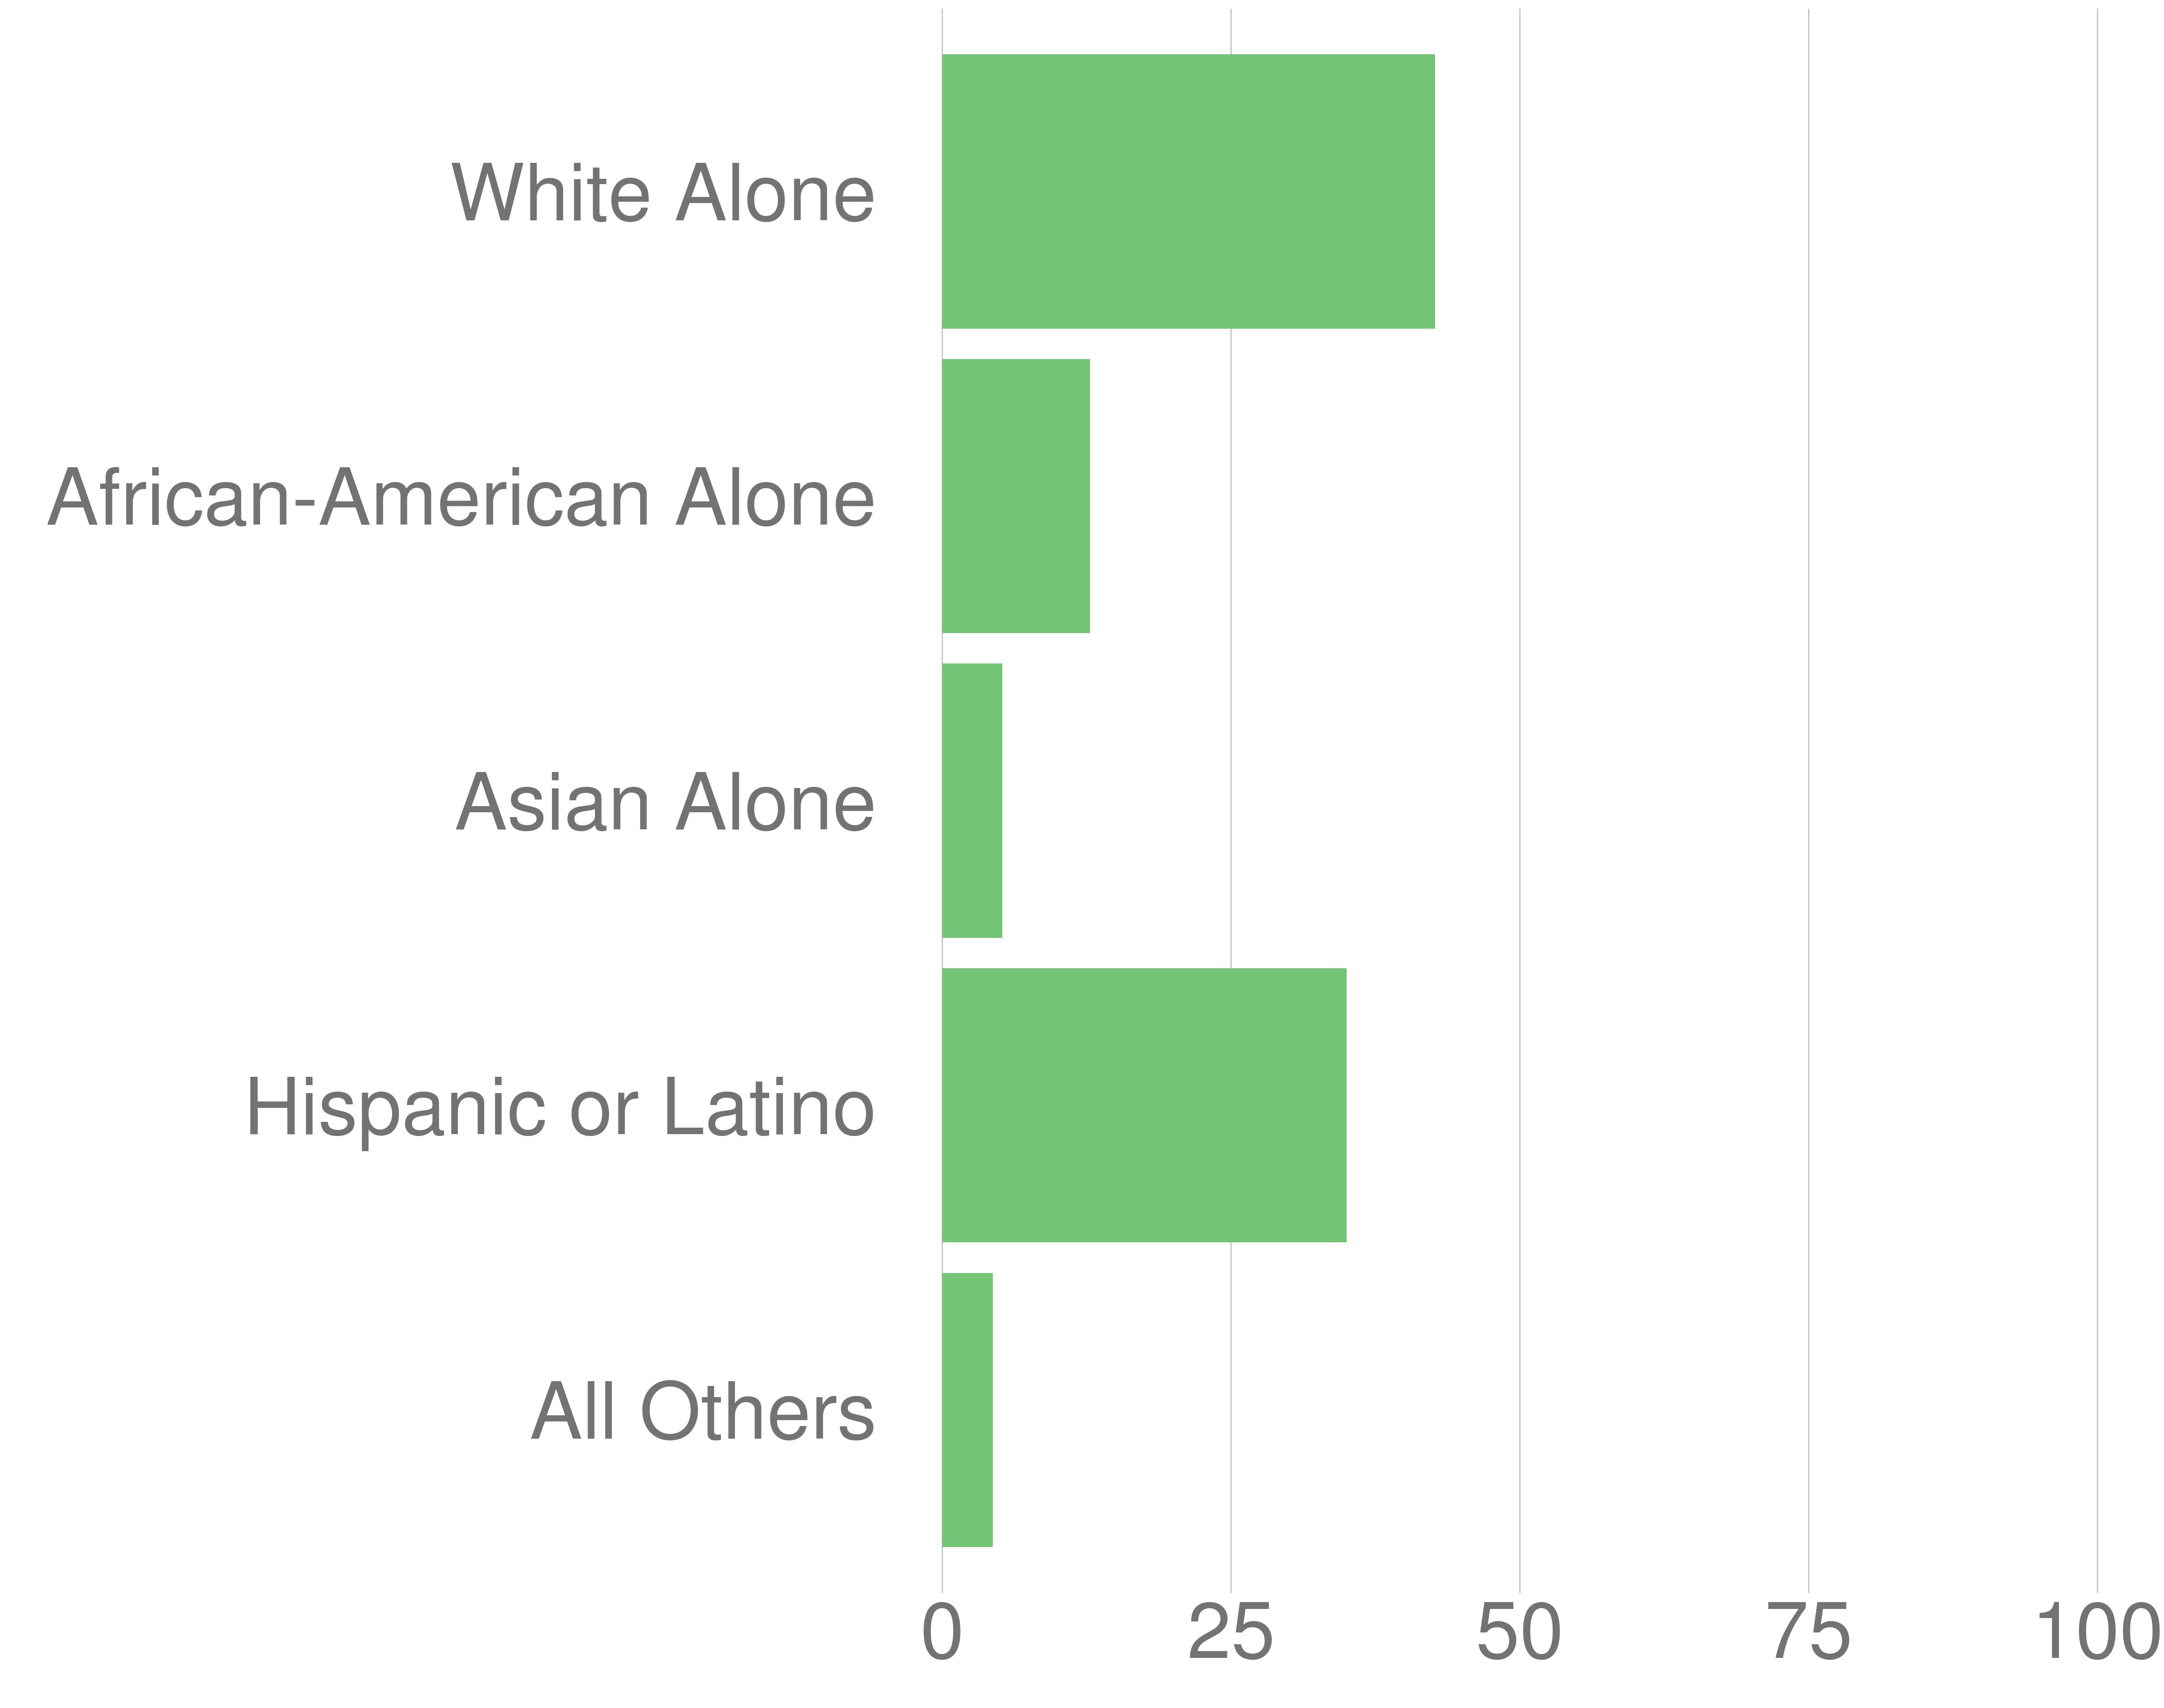 White Alone
African-American Alone
Asian Alone
Hispanic or Latino
All Others
0 25 50 75 100